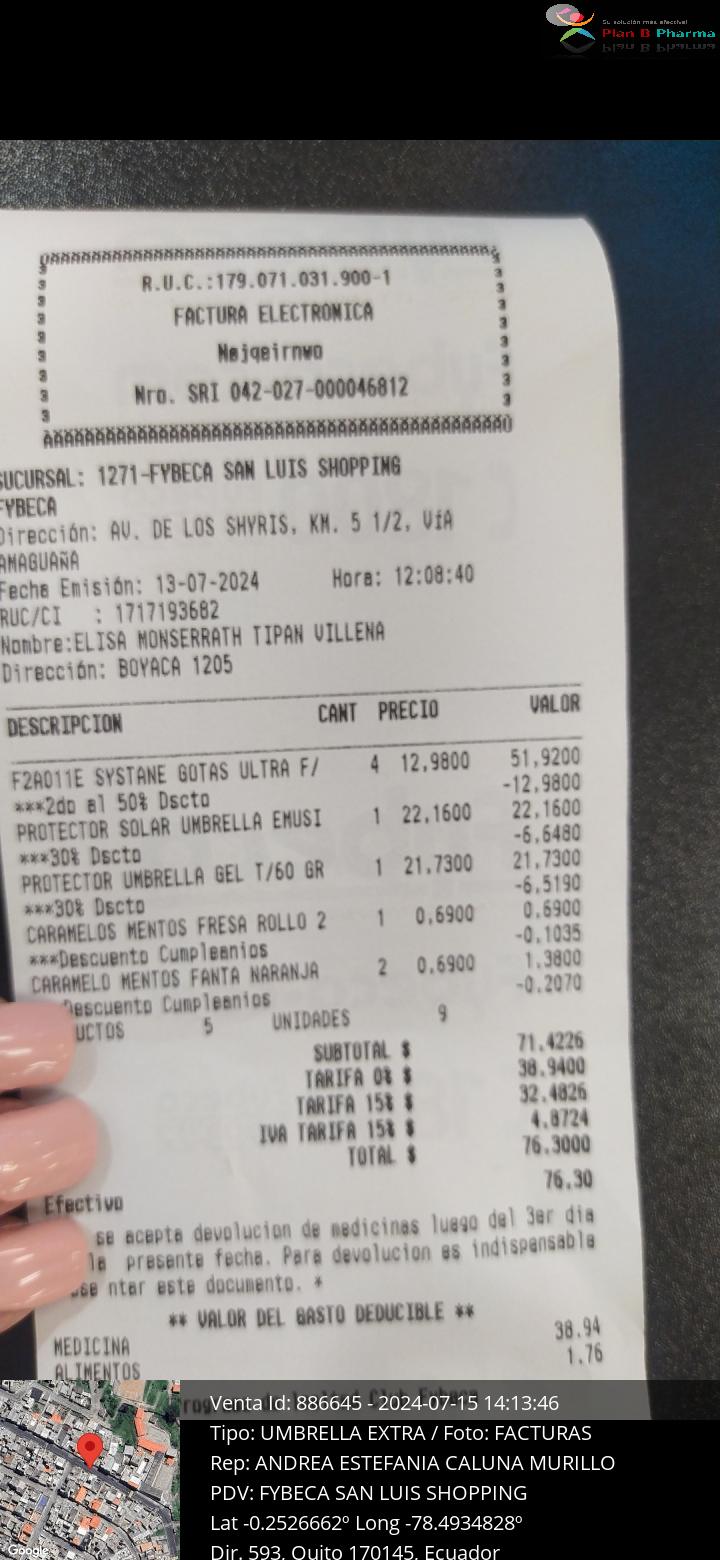 Su solución más efectiva!
Plan B Pharma
R.U.C.:179.071.031.900-1
FACTURA ELECTRONICA
Nejqeirnwo
Nro. SRI 042-027-000046812
SUCURSAL: 1271-FYBECA SAN LUIS SHOPPING
FYBECA
Dirección: AV. DE LOS SHYRIS, KM. 5 1/2, VíA
AMAGUAÑA
Fecha Emisión: 13-07-2024 Hora: 12:08:40
RUC/CI : 1717193682
Nombre:ELISA MONSERRATH TIPAN VILLENA
Dirección: BOYACA 1205
DESCRIPCION CANT PRECIO VALOR
F2A011E SYSTANE GOTAS ULTRA F/ 4 12,9800 51,9200
***2do al 50% Dscto -12,9800
PROTECTOR SOLAR UMBRELLA EMUSI 1 22,1600 22,1600
***30% Dscto -6,6480
PROTECTOR UMBRELLA GEL T/60 GR 1 21,7300 21,7300
***30% Dscto -6,5190
CARAMELOS MENTOS FRESA ROLLO 2 1 0,6900 0,6900
***Descuento Cumpleanios -0,1035
CARAMELO MENTOS FANTA NARANJA 2 0,6900 1,3800
Descuento Cumpleanios -0,2070
UCTOS 5 UNIDADES 9
SUBTOTAL $ 71.4226
TARIFA 0% $ 38.9400
TARIFA 15% $ 32.4826
IVA TARIFA 15% $ 4.8724
TOTAL $ 76.3000
Efectivo 76.30
se acepta devolucion de medicinas luego del 3er dia
la presente fecha. Para devolucion es indispensable
se ntar este documento. *
** VALOR DEL GASTO DEDUCIBLE **
MEDICINA 38.94
ALIMENTOS 1.76
Venta Id: 886645 - 2024-07-15 14:13:46
Tipo: UMBRELLA EXTRA / Foto: FACTURAS
Rep: ANDREA ESTEFANIA CALUNA MURILLO
PDV: FYBECA SAN LUIS SHOPPING
Lat -0.2526662º Long -78.4934828º
Dir. 593, Quito 170145, Ecuador
Google